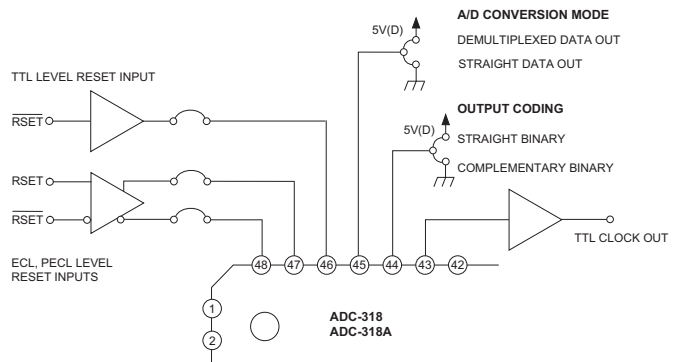 A/D CONVERSION MODE
5V(D)
DEMULTIPLEXED DATA OUT
STRAIGHT DATA OUT
TTL LEVEL RESET INPUT
RSET
OUTPUT CODING
5V(D)
STRAIGHT BINARY
COMPLEMENTARY BINARY
RSET
RSET
TTL CLOCK OUT
ECL, PECL LEVEL
RESET INPUTS
48 47 46 45 44 43 42
1
2
ADC-318
ADC-318A